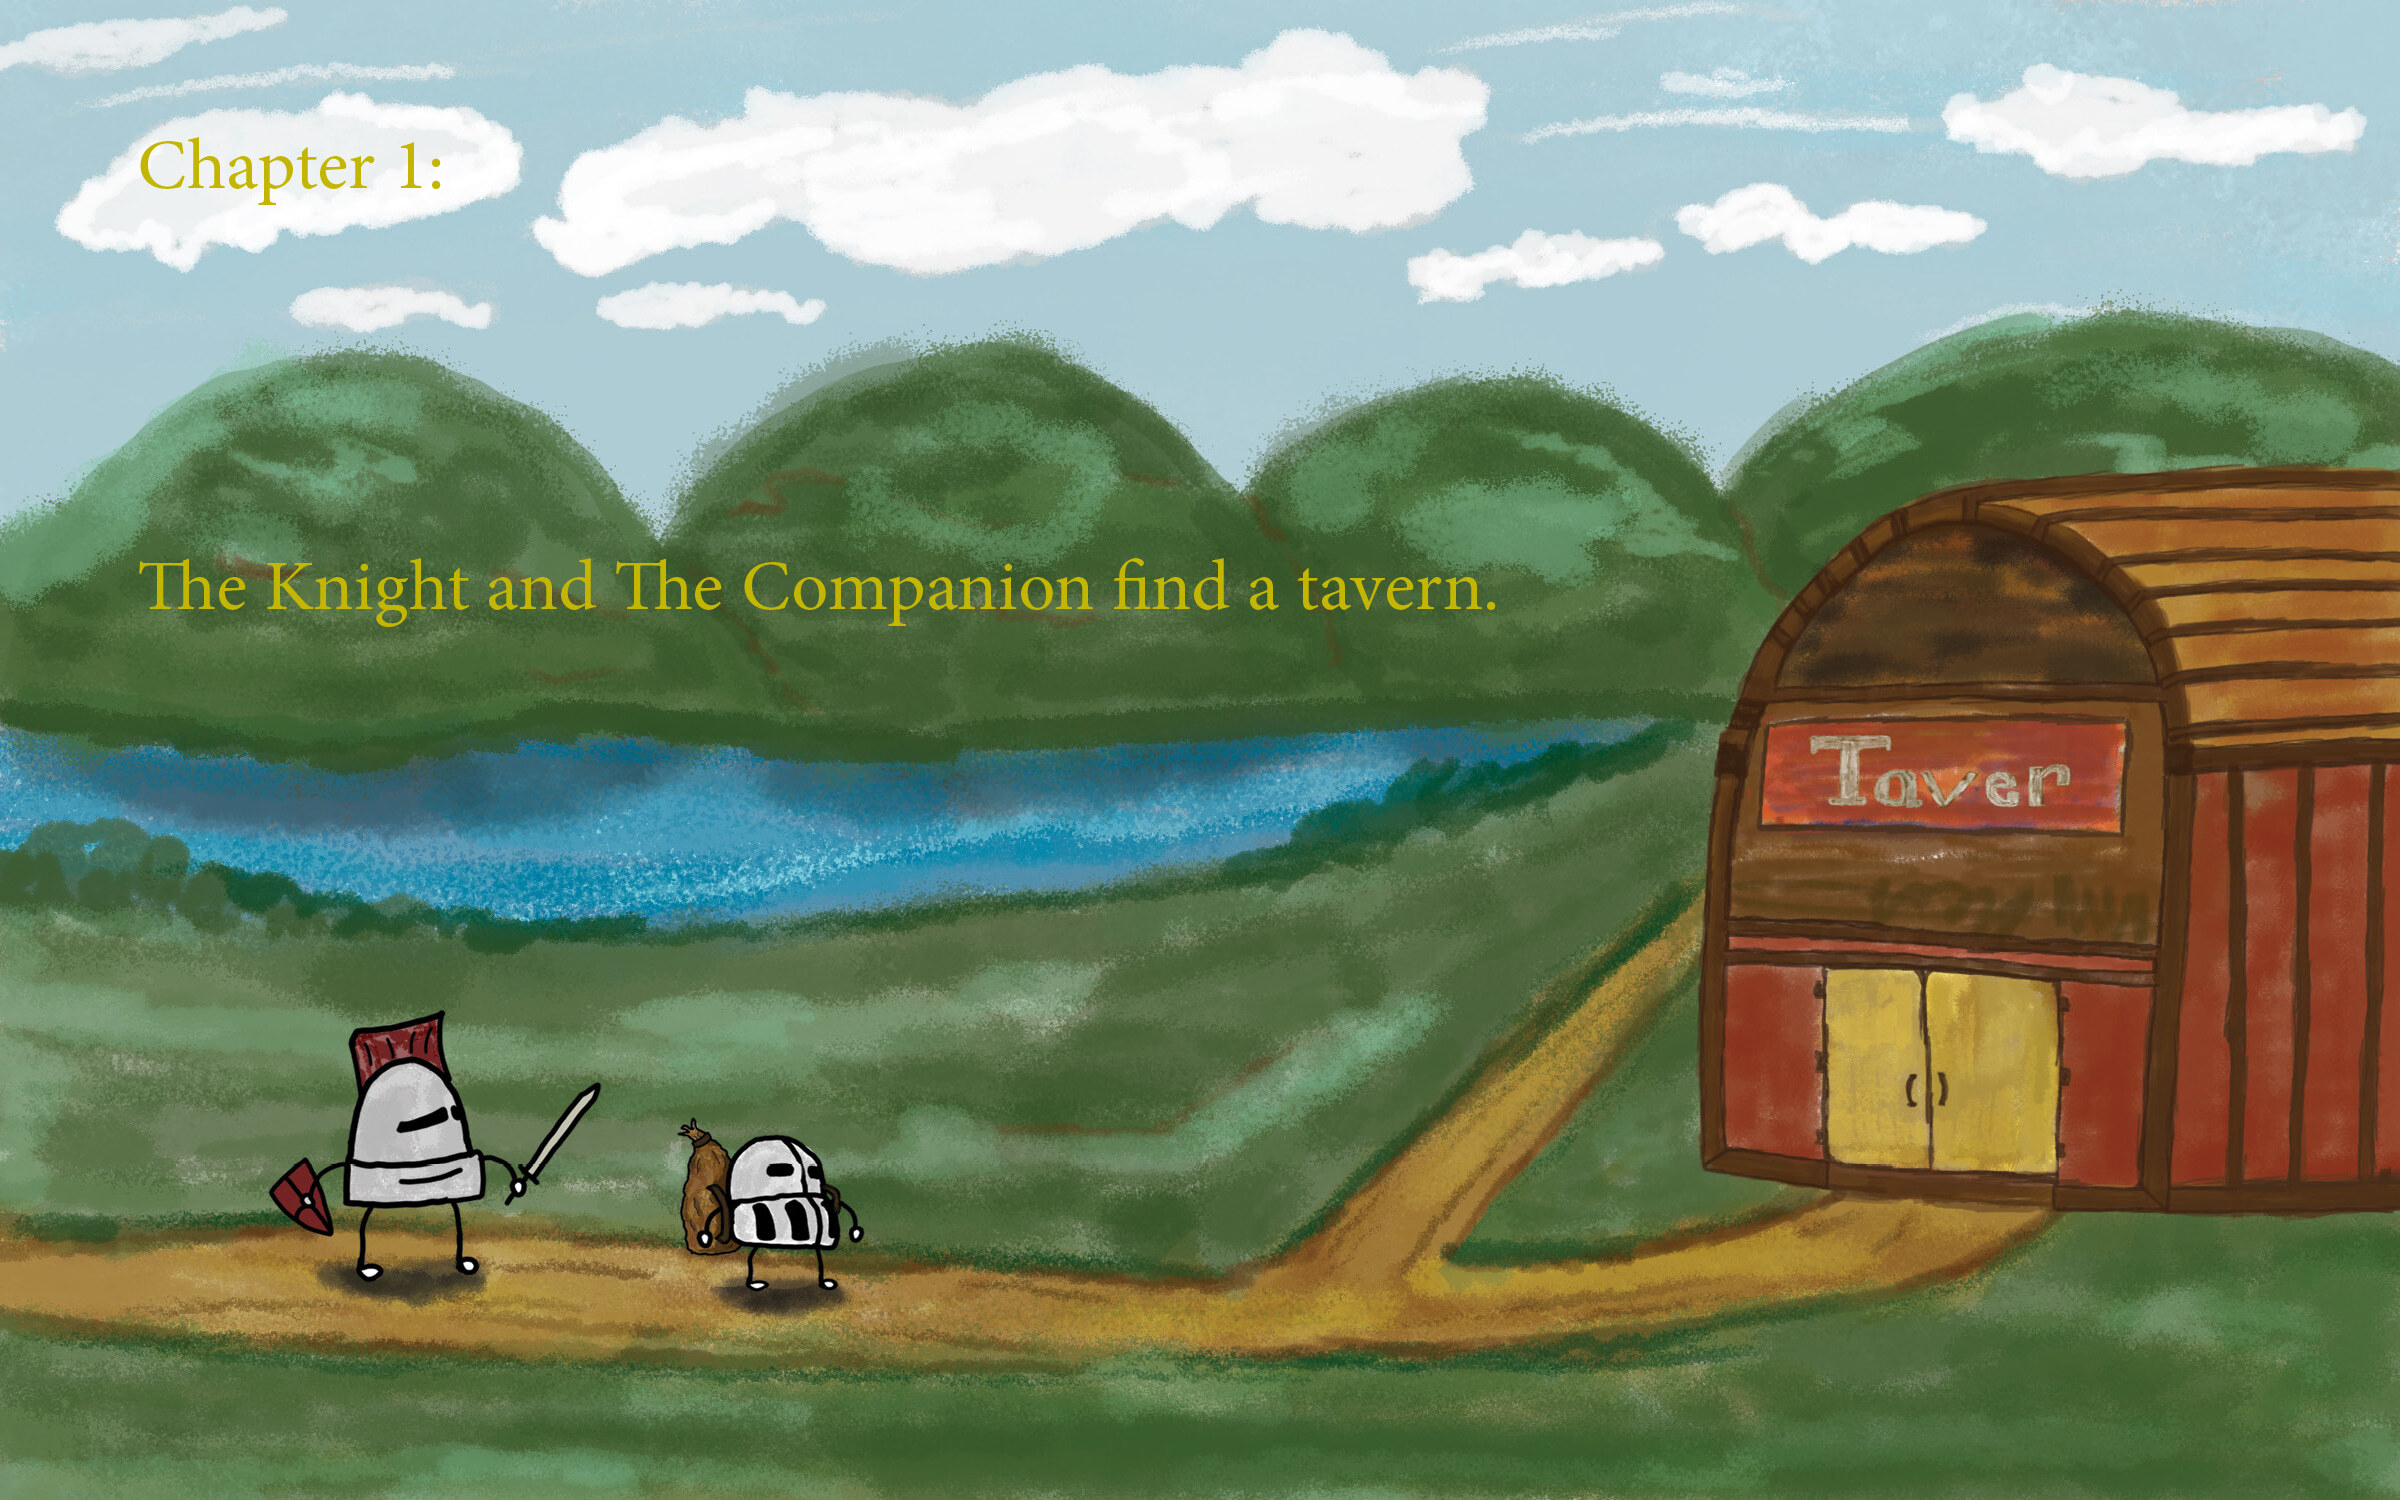 Chapter 1:
The Knight and The Companion find a tavern.
Taver